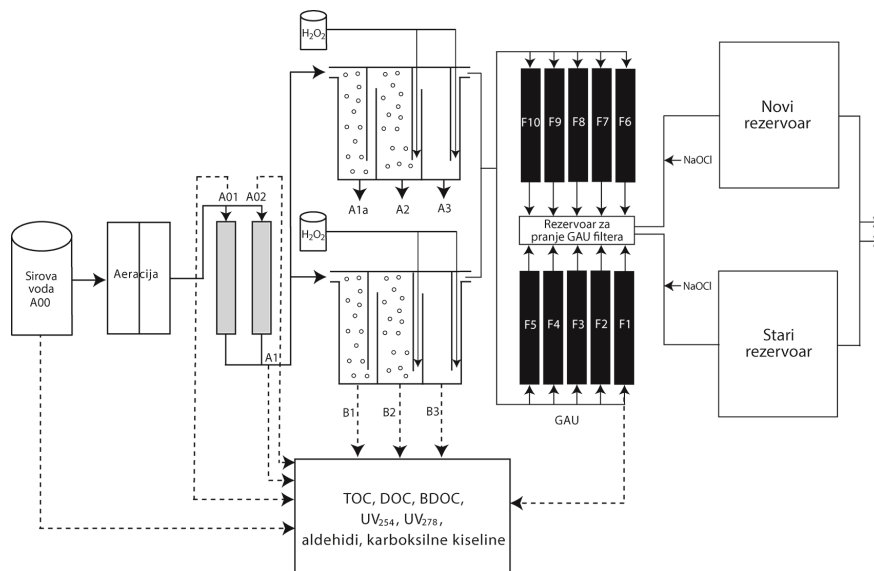 H₂O₂
A1a
A2
A3
F10
F9
F8
F7
F6
Novi
rezervoar
NaOCl
A01
A02
Sirova
voda
A00
Aeracija
H₂O₂
Rezervoar za
pranje GAU filtera
NaOCl
F5
F4
F3
F2
F1
Stari
rezervoar
A1
B1
B2
B3
GAU
TOC, DOC, BDOC,
UV₂₅₄, UV₂₇₈,
aldehidi, karboksilne kiseline